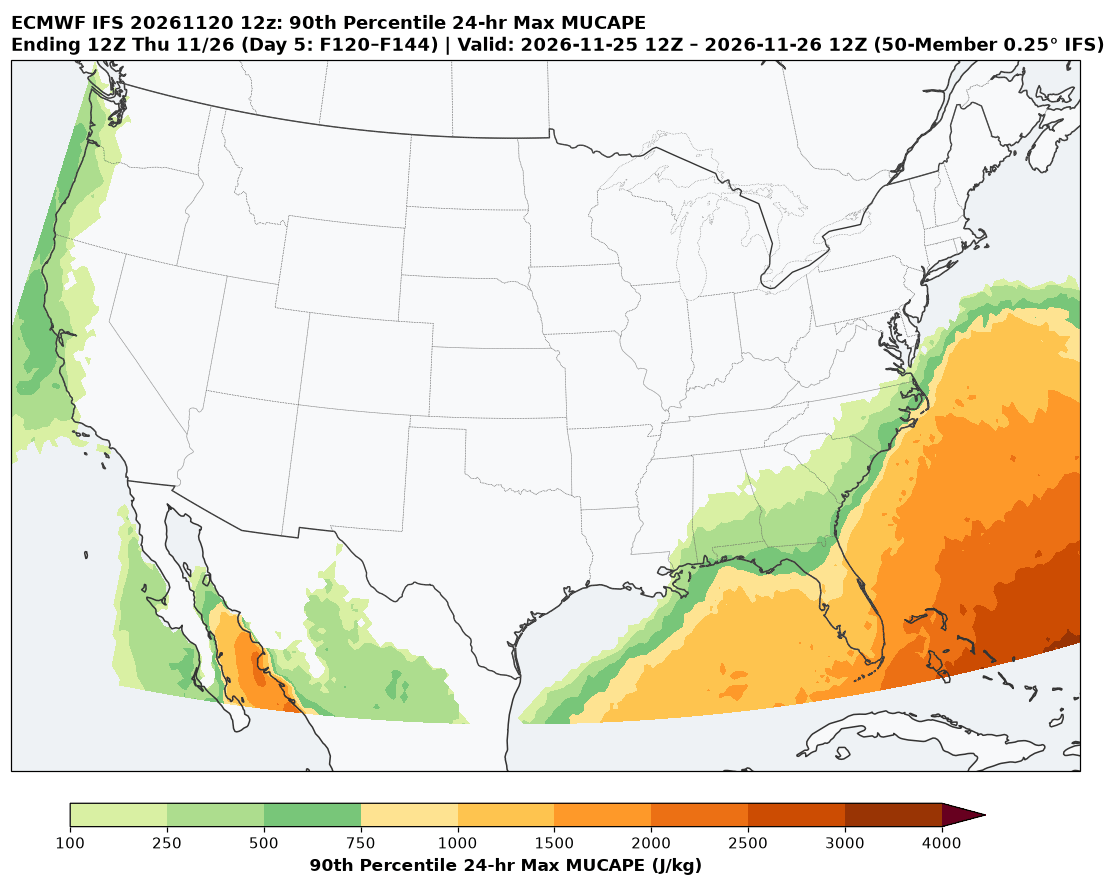 ECMWF IFS 20261120 12z: 90th Percentile 24-hr Max MUCAPE
Ending 12Z Thu 11/26 (Day 5: F120–F144) | Valid: 2026-11-25 12Z – 2026-11-26 12Z (50-Member 0.25° IFS)
100 250 500 750 1000 1500 2000 2500 3000 4000
90th Percentile 24-hr Max MUCAPE (J/kg)